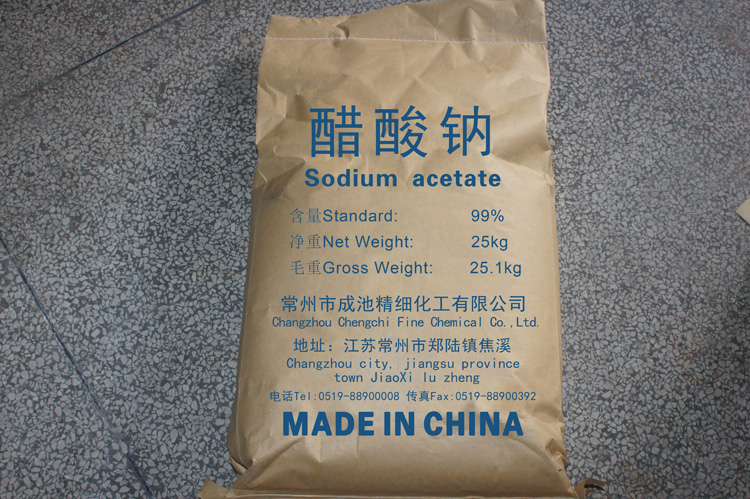 醋酸钠
Sodium acetate
含量Standard: 99%
净重Net Weight: 25kg
毛重Gross Weight: 25.1kg
常州市成池精细化工有限公司
Changzhou Chengchi Fine Chemical Co.,Ltd.
地址：江苏常州市郑陆镇焦溪
Changzhou city, jiangsu province
town JiaoXi lu zheng
电话Tel:0519-88900008 传真Fax:0519-88900392
MADE IN CHINA